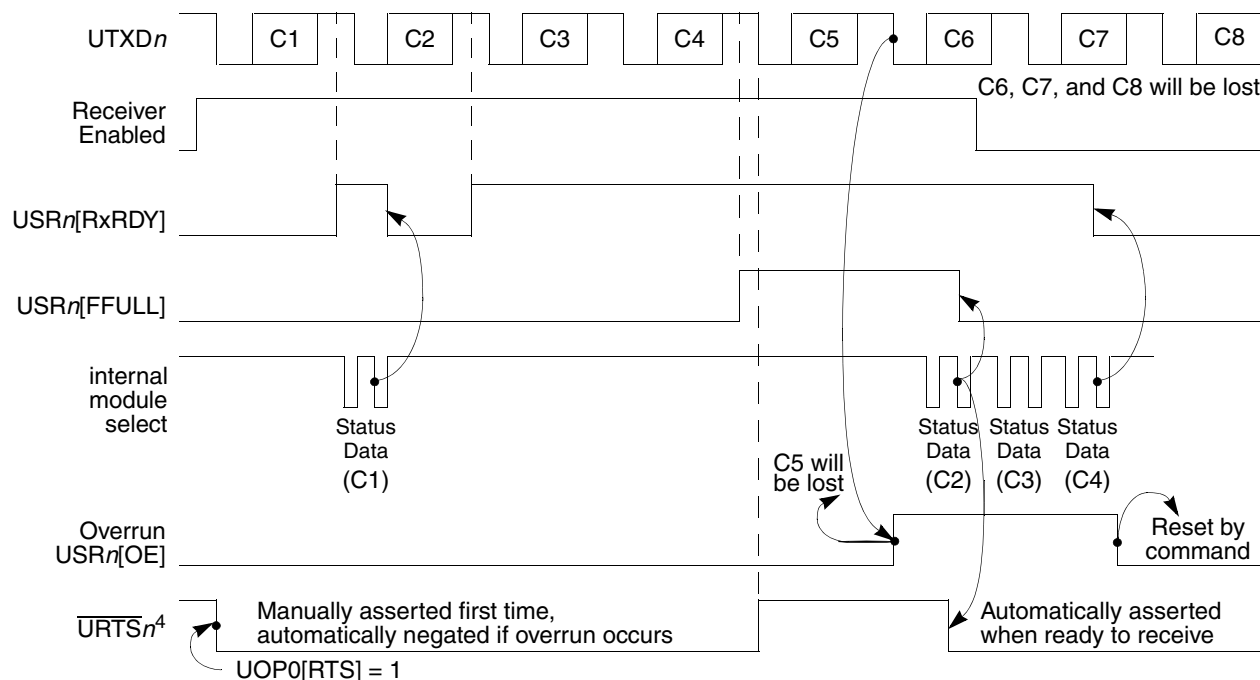 UTXDn
C1
C2
C3
C4
C5
C6
C7
C8
C6, C7, and C8 will be lost
Receiver
Enabled
USRn[RxRDY]
USRn[FFULL]
internal
module
select
Status
Data
(C1)
Status
Data
(C2)
Status
Data
(C3)
Status
Data
(C4)
C5 will
be lost
Overrun
USRn[OE]
Reset by
command
URTSn4
Manually asserted first time,
automatically negated if overrun occurs
Automatically asserted
when ready to receive
UOP0[RTS] = 1